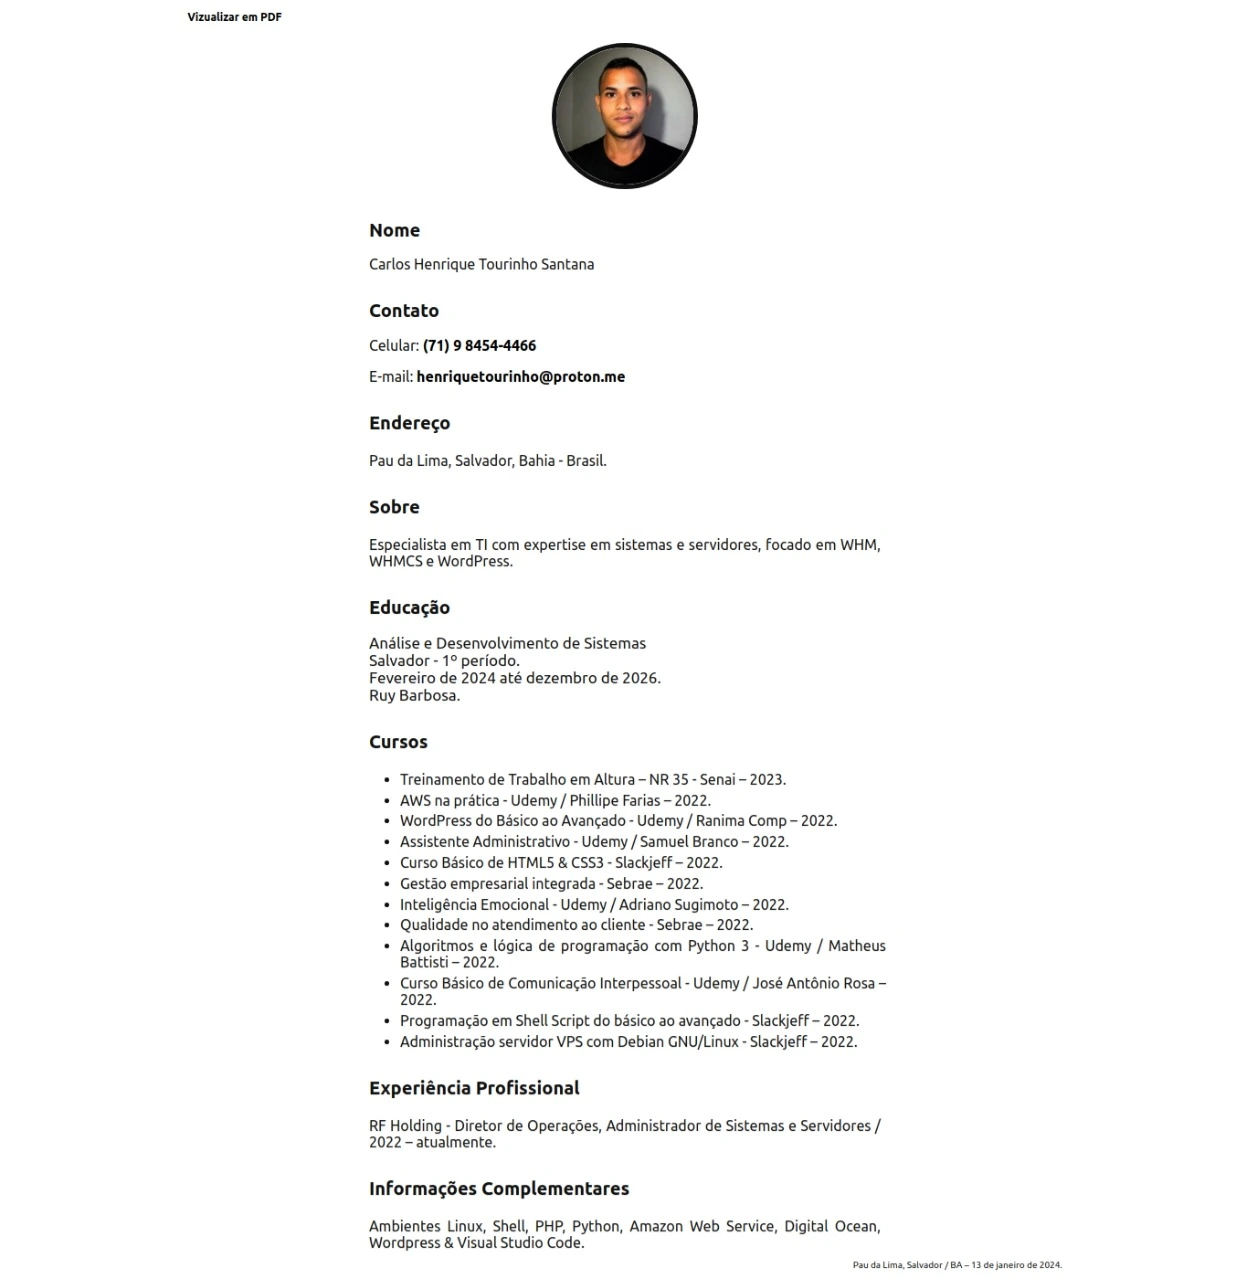 Vizualizar em PDF
Nome
Carlos Henrique Tourinho Santana
Contato
Celular: (71) 9 8454-4466
E-mail: henriquetourinho@proton.me
Endereço
Pau da Lima, Salvador, Bahia - Brasil.
Sobre
Especialista em TI com expertise em sistemas e servidores, focado em WHM,
WHMCS e WordPress.
Educação
Análise e Desenvolvimento de Sistemas
Salvador - 1º período.
Fevereiro de 2024 até dezembro de 2026.
Ruy Barbosa.
Cursos
• Treinamento de Trabalho em Altura – NR 35 - Senai – 2023.
• AWS na prática - Udemy / Phillipe Farias – 2022.
• WordPress do Básico ao Avançado - Udemy / Ranima Comp – 2022.
• Assistente Administrativo - Udemy / Samuel Branco – 2022.
• Curso Básico de HTML5 & CSS3 - Slackjeff – 2022.
• Gestão empresarial integrada - Sebrae – 2022.
• Inteligência Emocional - Udemy / Adriano Sugimoto – 2022.
• Qualidade no atendimento ao cliente - Sebrae – 2022.
• Algoritmos e lógica de programação com Python 3 - Udemy / Matheus
Battisti – 2022.
• Curso Básico de Comunicação Interpessoal - Udemy / José Antônio Rosa –
2022.
• Programação em Shell Script do básico ao avançado - Slackjeff – 2022.
• Administração servidor VPS com Debian GNU/Linux - Slackjeff – 2022.
Experiência Profissional
RF Holding - Diretor de Operações, Administrador de Sistemas e Servidores /
2022 – atualmente.
Informações Complementares
Ambientes Linux, Shell, PHP, Python, Amazon Web Service, Digital Ocean,
Wordpress & Visual Studio Code.
Pau da Lima, Salvador / BA – 13 de janeiro de 2024.